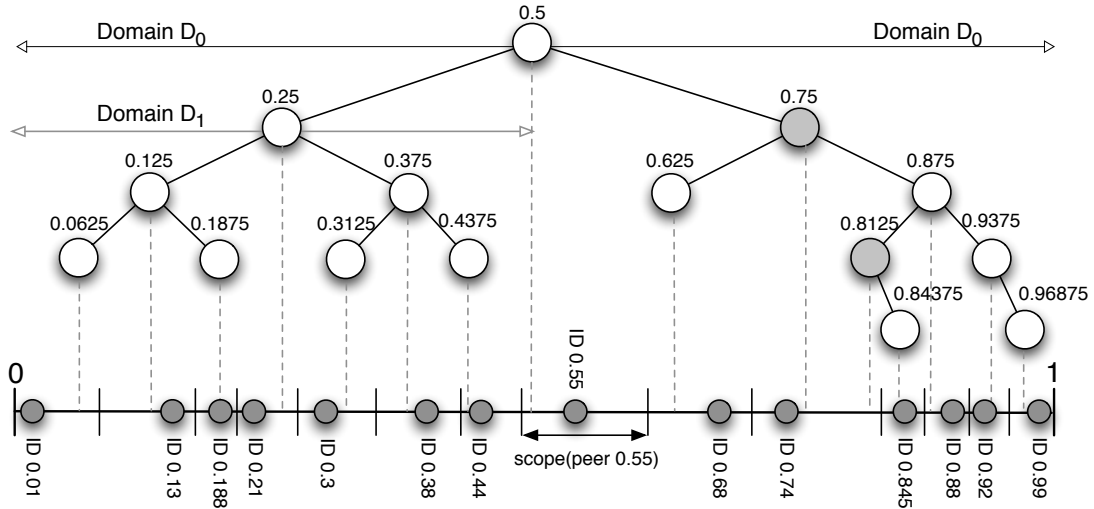 0.5
Domain D0
Domain D0
0.25
0.75
Domain D1
0.125
0.375
0.625
0.875
0.0625
0.1875
0.3125
0.4375
0.8125
0.9375
0.84375
0.96875
0
1
ID 0.55
scope(peer 0.55)
ID 0.01
ID 0.13
ID 0.188
ID 0.21
ID 0.3
ID 0.38
ID 0.44
ID 0.68
ID 0.74
ID 0.845
ID 0.88
ID 0.92
ID 0.99